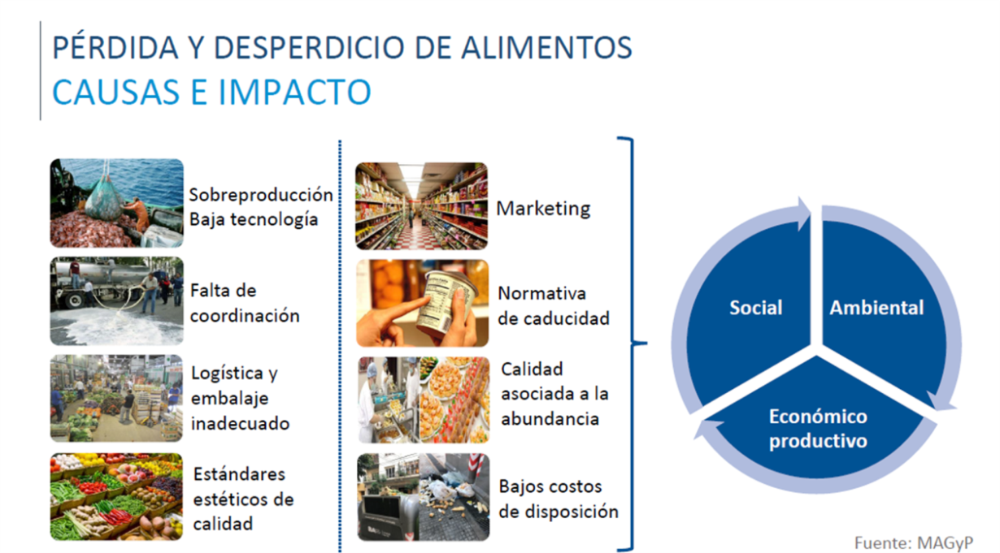 PÉRDIDA Y DESPERDICIO DE ALIMENTOS
CAUSAS E IMPACTO
Sobreproducción
Baja tecnología
Falta de
coordinación
Logística y
embalaje
inadecuado
Estándares
estéticos de
calidad
Marketing
Normativa
de caducidad
Calidad
asociada a la
abundancia
Bajos costos
de disposición
Social
Ambiental
Económico
productivo
Fuente: MAGyP